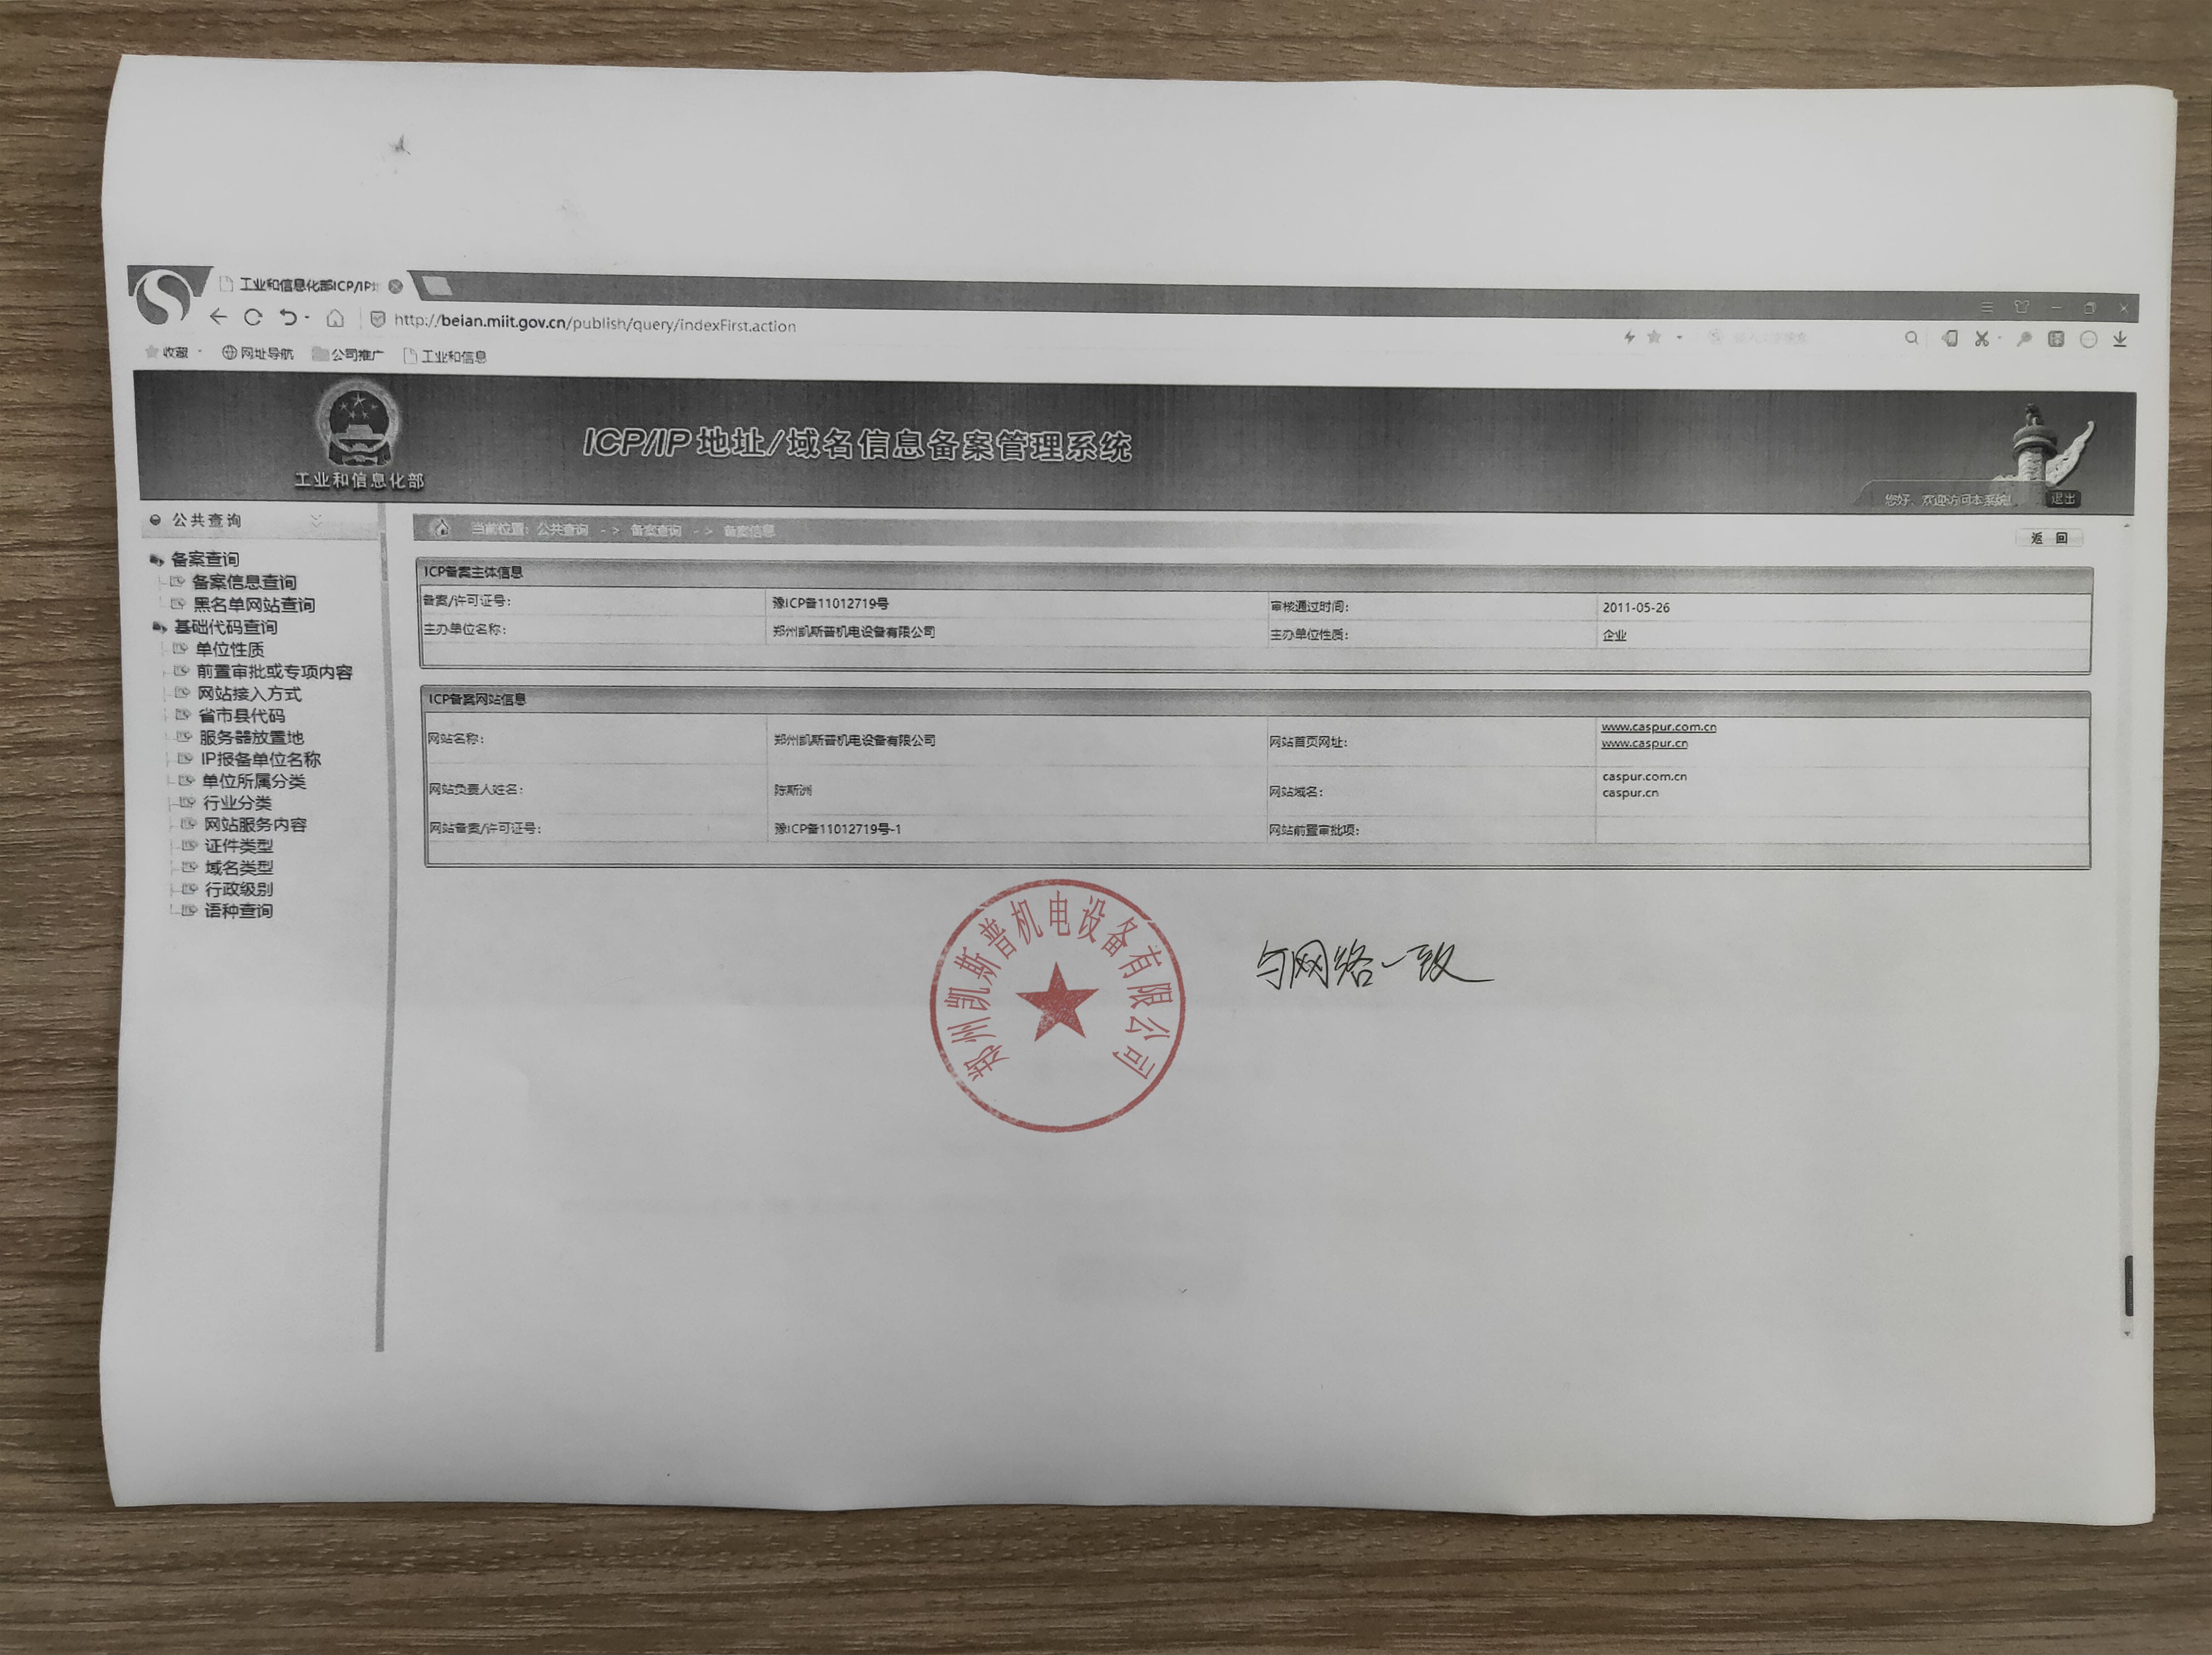 工业和信息化部ICP/IP
http://beian.miit.gov.cn/publish/query/indexFirst.action
收藏 网址导航 公司推广 工业和信息
工业和信息化部
ICP/IP 地址/域名信息备案管理系统
您好、欢迎访问本系统! 退出
公共查询
备案查询
备案信息查询
黑名单网站查询
基础代码查询
单位性质
前置审批或专项内容
网站接入方式
省市县代码
服务器放置地
IP报备单位名称
单位所属分类
行业分类
网站服务内容
证件类型
域名类型
行政级别
语种查询
当前位置: 公共查询 -> 备案查询 -> 备案信息
返 回
ICP备案主体信息
备案/许可证号: 豫ICP备11012719号 审核通过时间: 2011-05-26
主办单位名称: 郑州凯斯普机电设备有限公司 主办单位性质: 企业
ICP备案网站信息
网站名称: 郑州凯斯普机电设备有限公司 网站首页网址: www.caspur.com.cn
www.caspur.cn
网站负责人姓名: 陈斯洲 网站域名: caspur.com.cn
caspur.cn
网站备案/许可证号: 豫ICP备11012719号-1 网站前置审批项:
郑州凯斯普机电设备有限公司
与网络一致